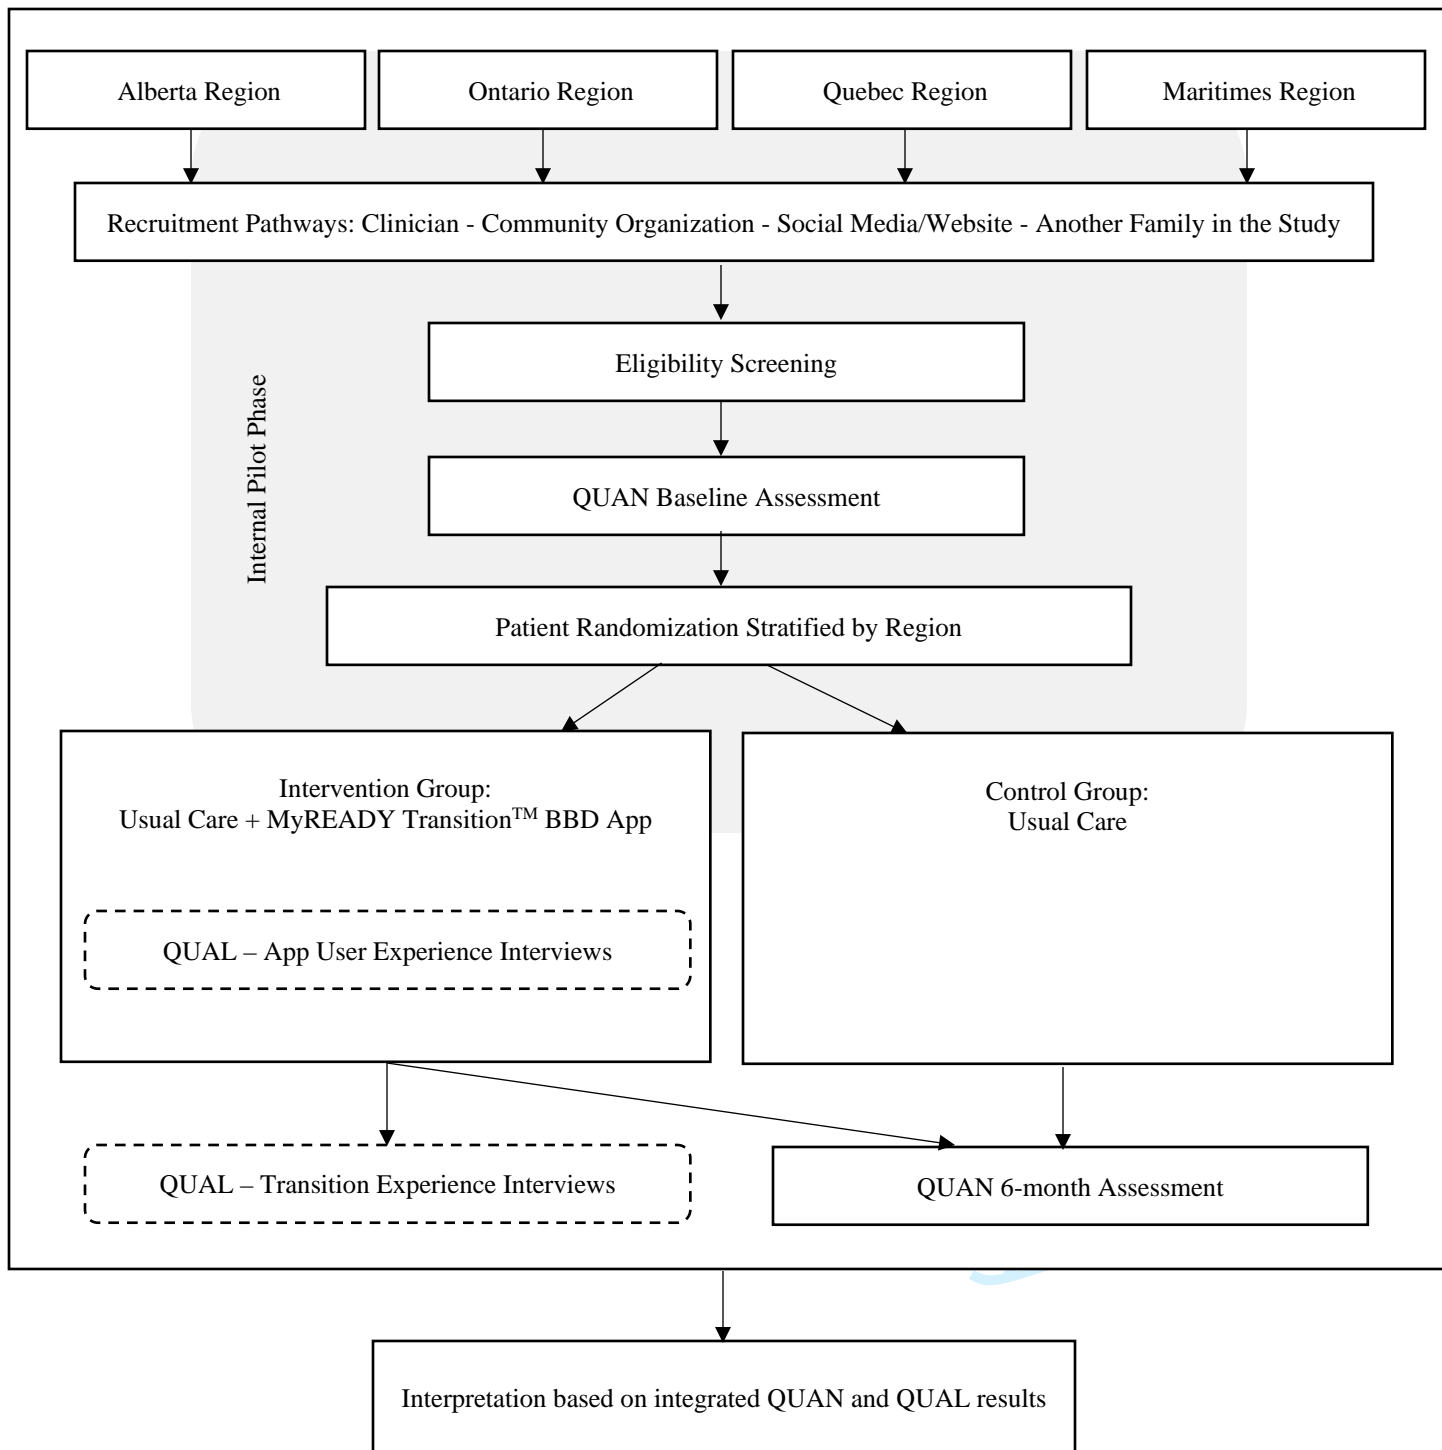 Alberta Region
Ontario Region
Quebec Region
Maritimes Region
Recruitment Pathways: Clinician - Community Organization - Social Media/Website - Another Family in the Study
Eligibility Screening
Internal Pilot Phase
QUAN Baseline Assessment
Patient Randomization Stratified by Region
Intervention Group:
Usual Care + MyREADY Transition™ BBD App
Control Group:
Usual Care
QUAL – App User Experience Interviews
QUAL – Transition Experience Interviews
QUAN 6-month Assessment
Interpretation based on integrated QUAN and QUAL results